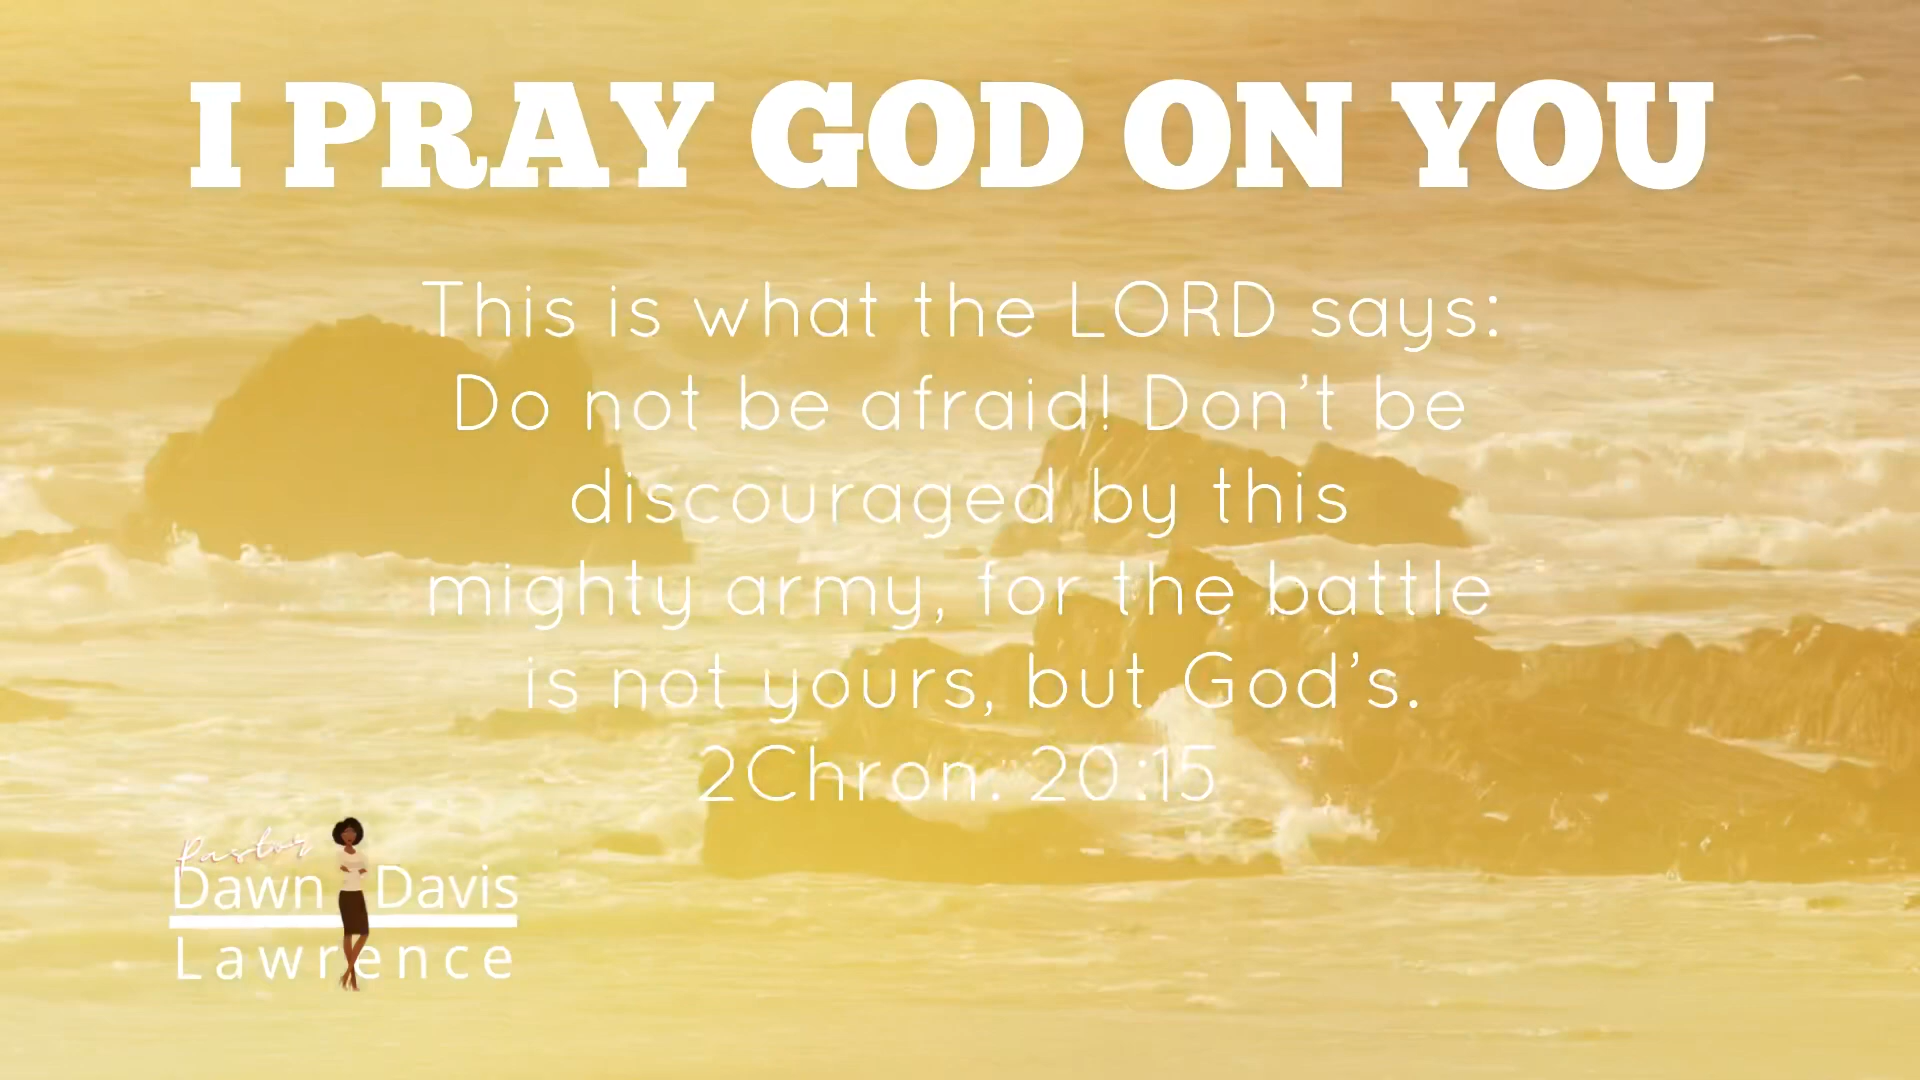 I PRAY GOD ON YOU
This is what the LORD says:
Do not be afraid! Don’t be
discouraged by this
mighty army, for the battle
is not yours, but God’s.
2Chron. 20:15
Pastor
Dawn Davis
Lawrence